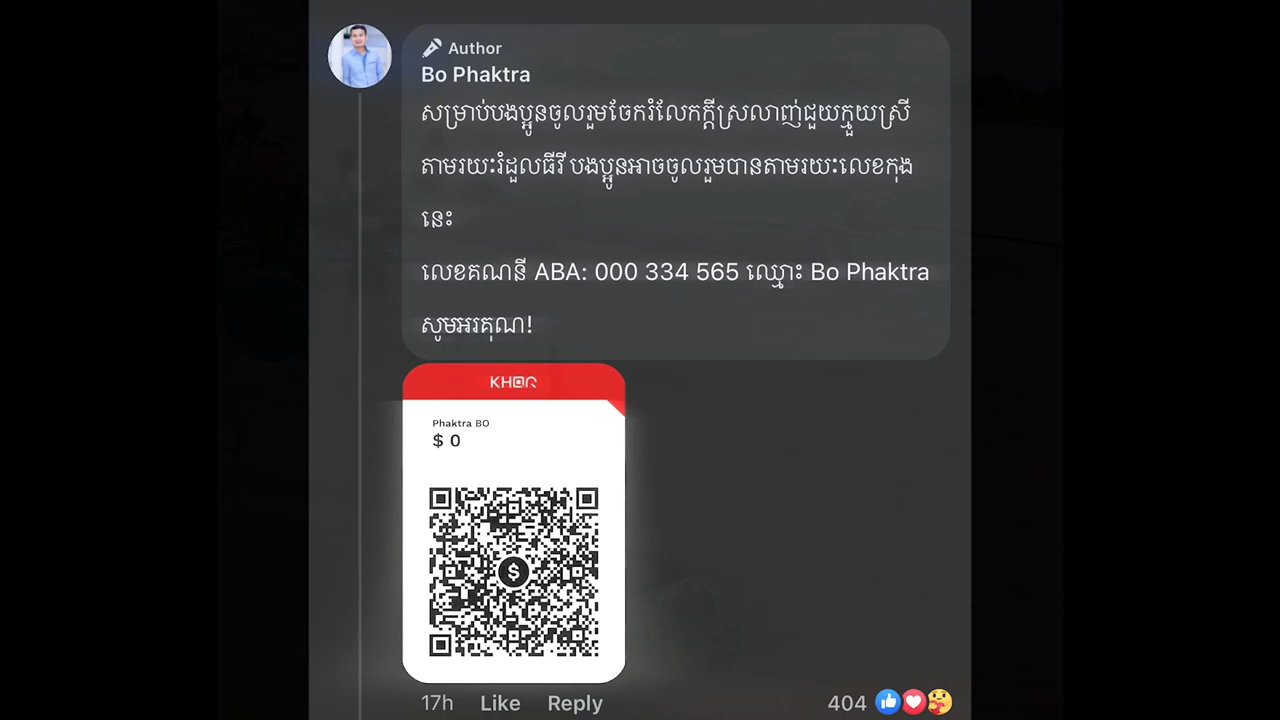 Author
Bo Phaktra
សម្រាប់បងប្អូនចូលរួមចែករំលែកក្ដីស្រលាញ់ជួយក្មួយស្រី
តាមរយៈរំដួលធីវី បងប្អូនអាចចូលរួមបានតាមរយៈលេខកុង
នេះ
លេខគណនី ABA: 000 334 565 ឈ្មោះ Bo Phaktra
សូមអរគុណ!
KHQR
Phaktra BO
$ 0
$
17h Like Reply 404